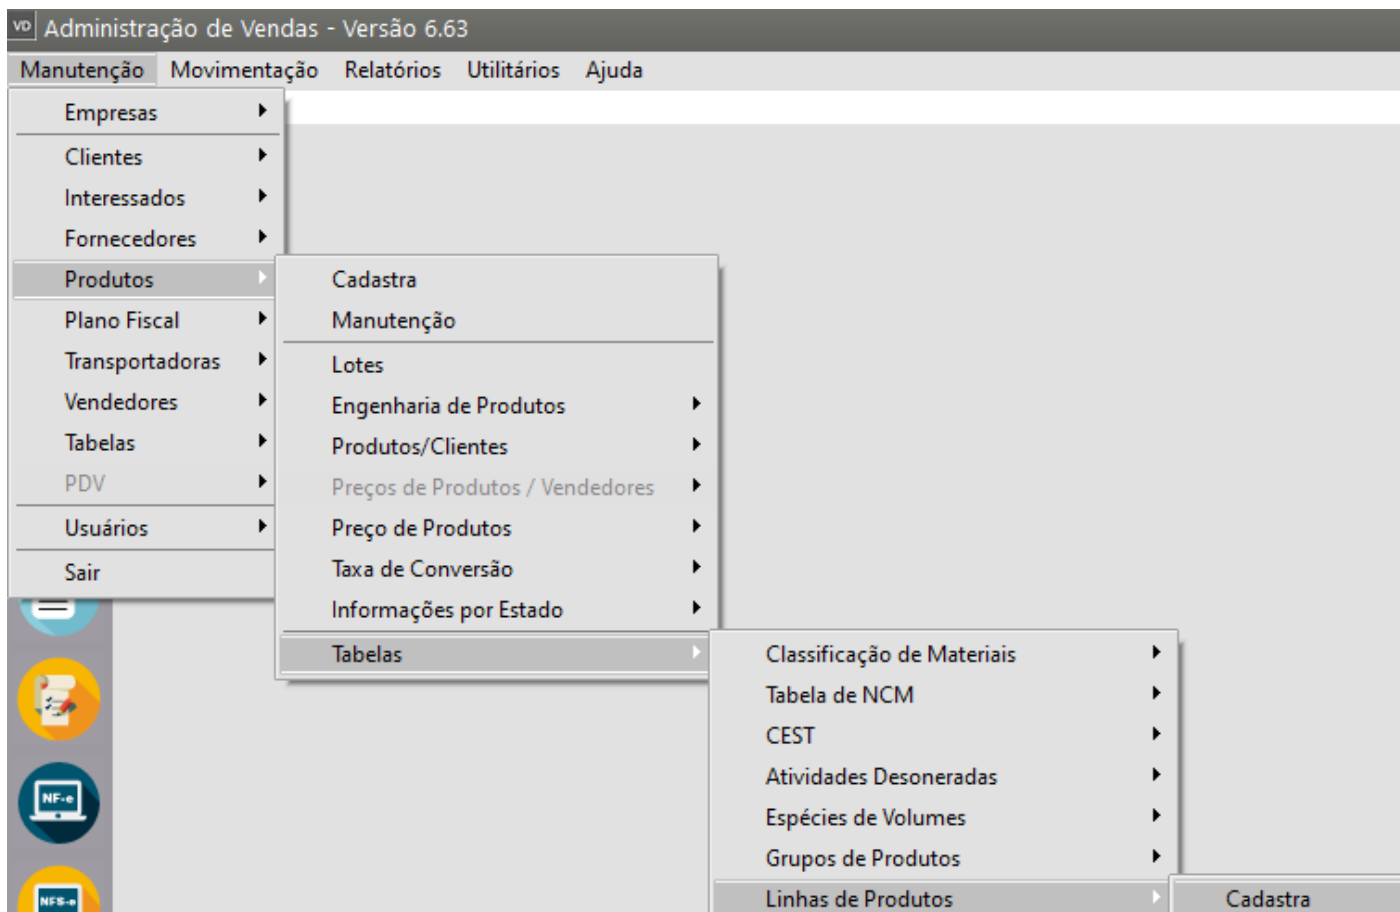 VD Administração de Vendas - Versão 6.63
Manutenção Movimentação Relatórios Utilitários Ajuda
Empresas
Clientes
Interessados
Fornecedores
Produtos
Plano Fiscal
Transportadoras
Vendedores
Tabelas
PDV
Usuários
Sair
Cadastra
Manutenção
Lotes
Engenharia de Produtos
Produtos/Clientes
Preços de Produtos / Vendedores
Preço de Produtos
Taxa de Conversão
Informações por Estado
Tabelas
Classificação de Materiais
Tabela de NCM
CEST
Atividades Desoneradas
Espécies de Volumes
Grupos de Produtos
Linhas de Produtos
Cadastra
NF-e
NFS-e